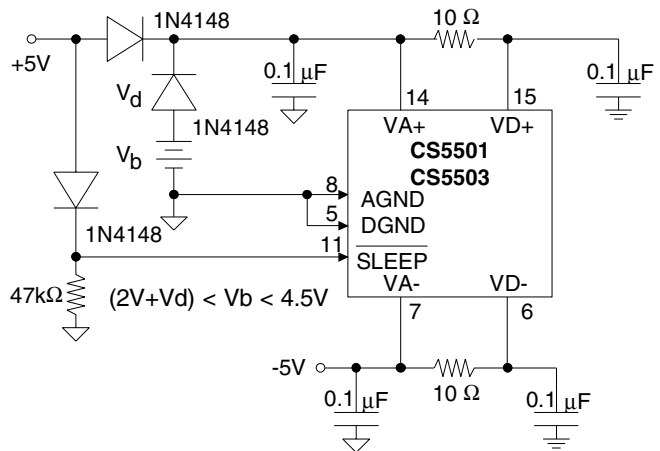 1N4148
10 Ω
+5V
0.1 μF
0.1 μF
Vd
14
15
1N4148
VA+
VD+
Vb
CS5501
CS5503
8
AGND
5
DGND
1N4148
11
SLEEP
47kΩ
(2V+Vd) < Vb < 4.5V
VA-
VD-
7
6
-5V
10 Ω
0.1 μF
0.1 μF